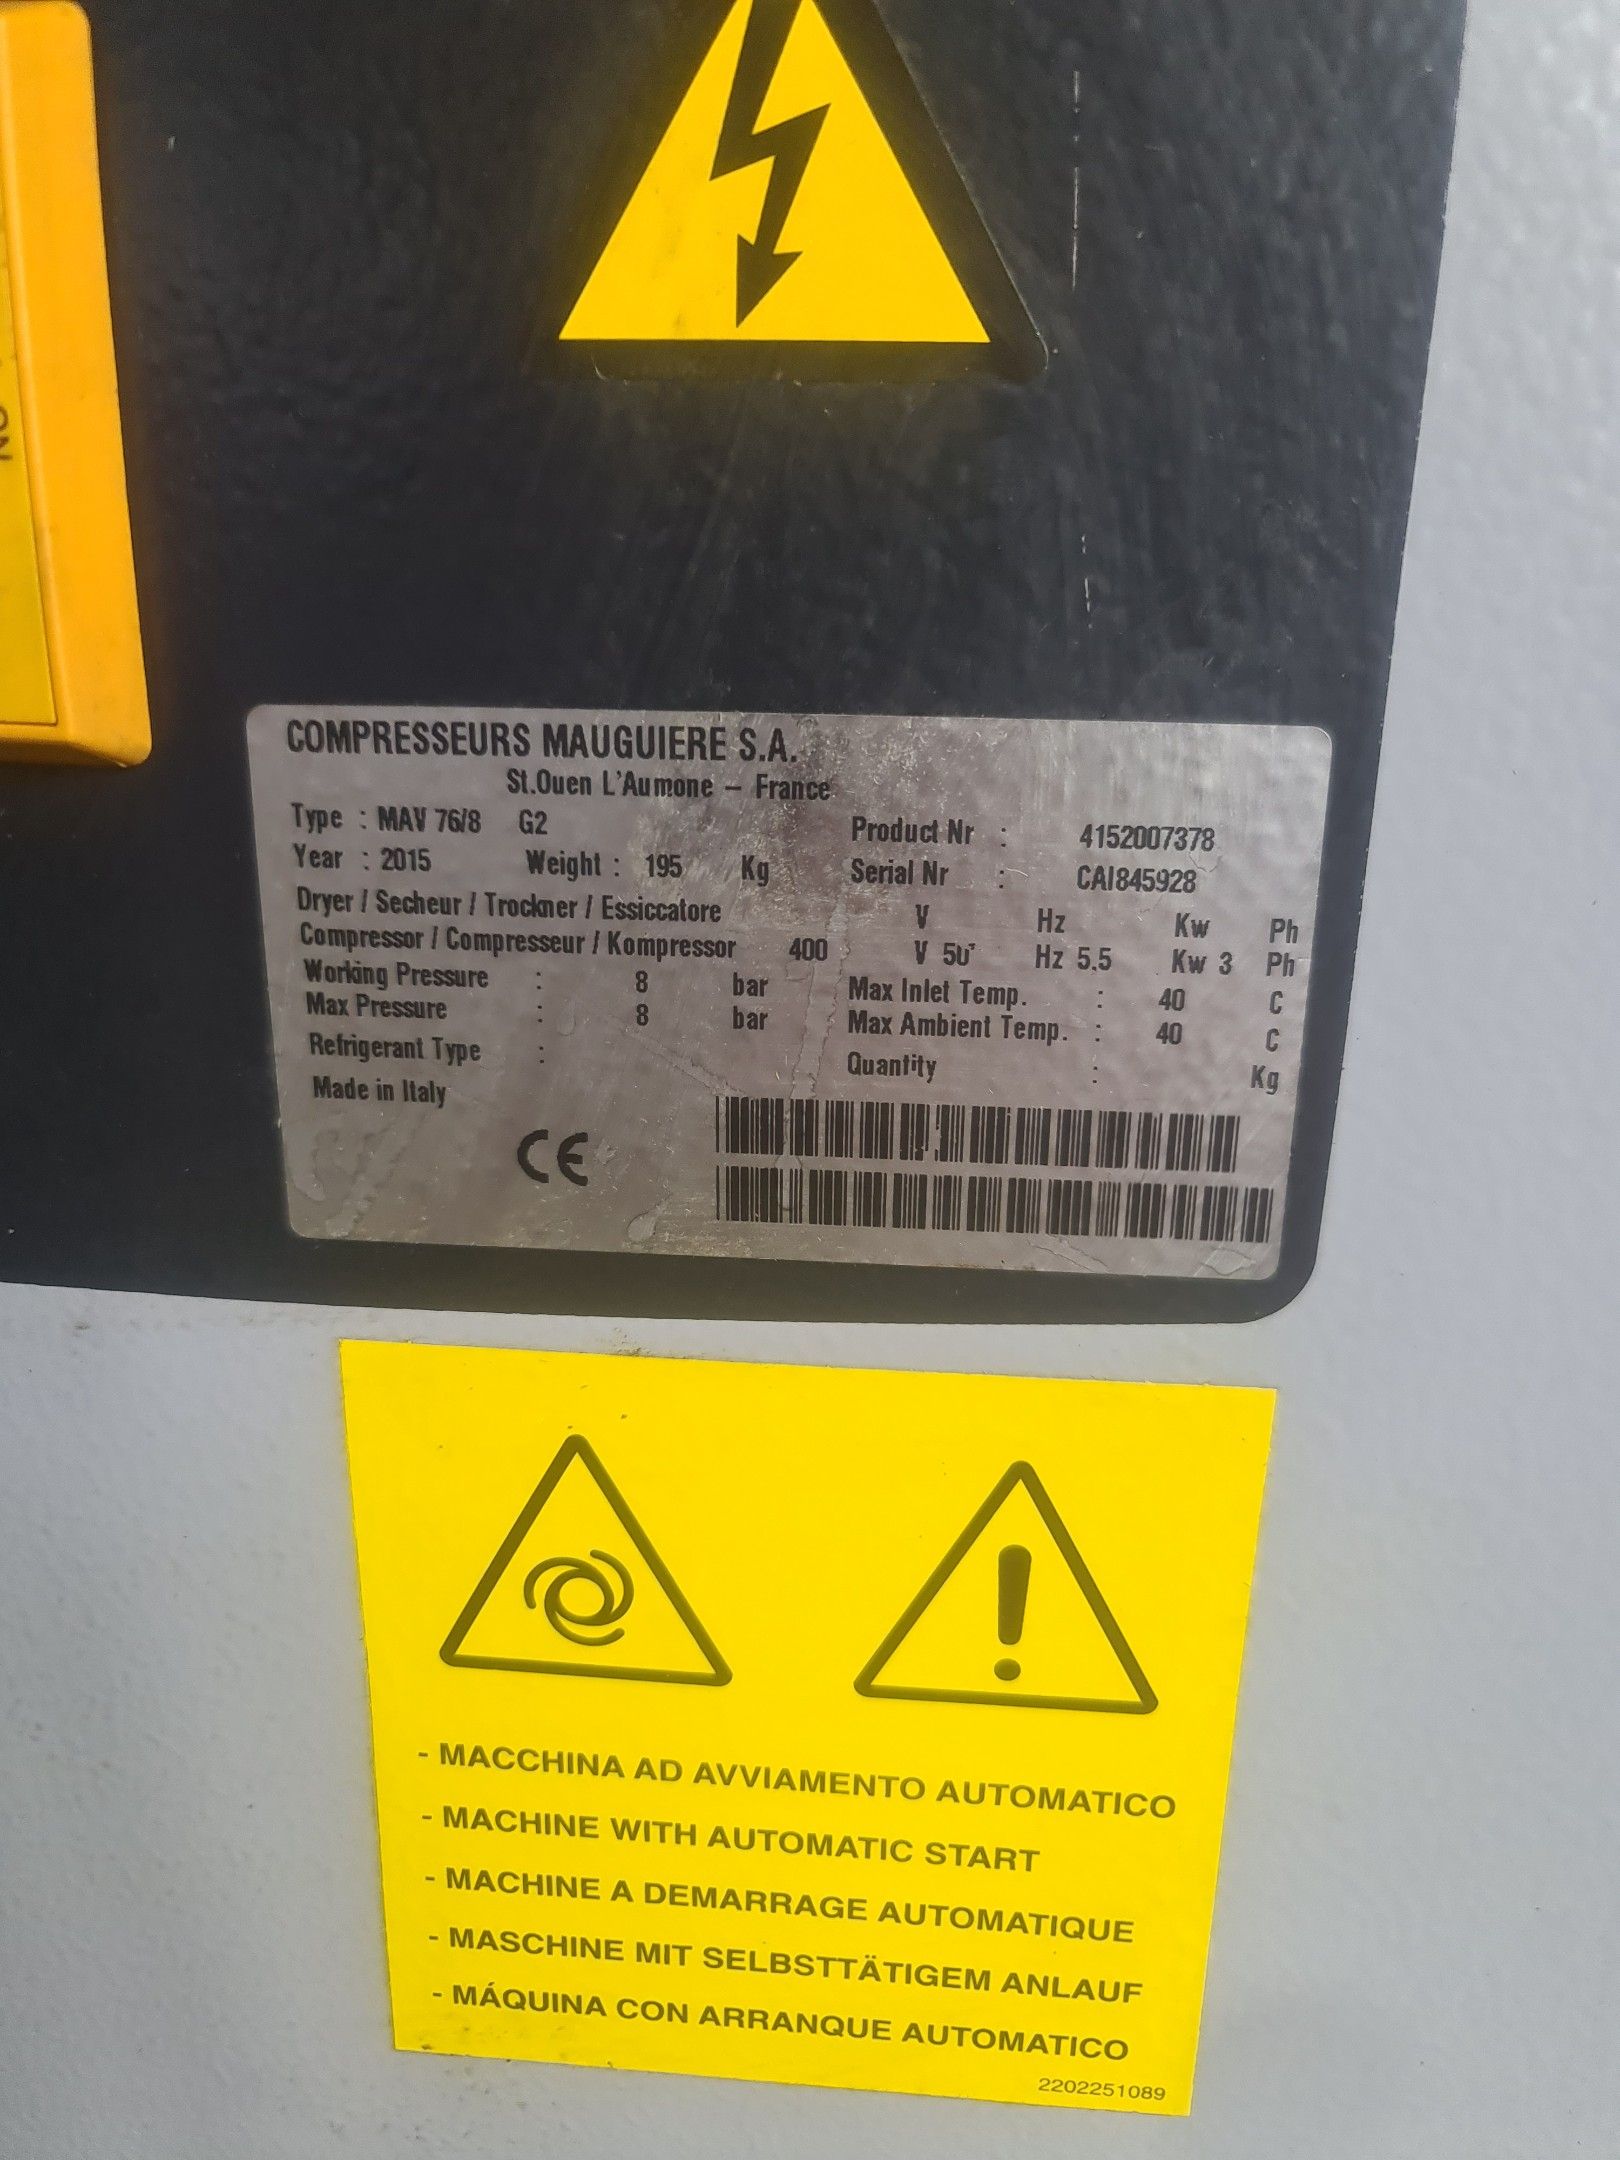 NO
COMPRESSEURS MAUGUIERE S.A.
St.Ouen L'Aumone – France
Type : MAV 76/8 G2 Product Nr : 4152007378
Year : 2015 Weight : 195 Kg Serial Nr : CAI845928
Dryer / Secheur / Trockner / Essiccatore V Hz Kw Ph
Compressor / Compresseur / Kompressor 400 V 50 Hz 5.5 Kw 3 Ph
Working Pressure : 8 bar Max Inlet Temp. : 40 C
Max Pressure : 8 bar Max Ambient Temp. : 40 C
Refrigerant Type : Quantity : Kg
Made in Italy
CE
- MACCHINA AD AVVIAMENTO AUTOMATICO
- MACHINE WITH AUTOMATIC START
- MACHINE A DEMARRAGE AUTOMATIQUE
- MASCHINE MIT SELBSTTÄTIGEM ANLAUF
- MÁQUINA CON ARRANQUE AUTOMATICO
2202251089